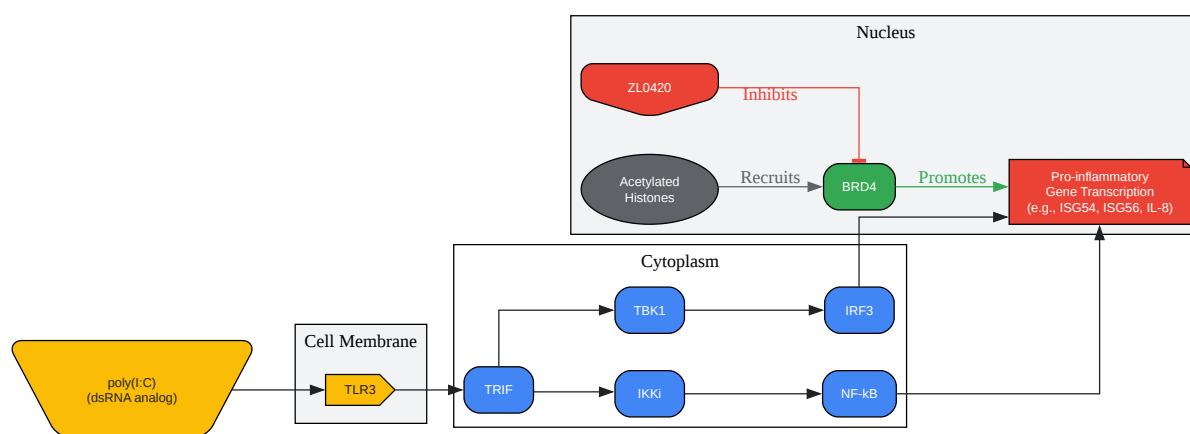 Nucleus
ZL0420
Inhibits
Acetylated
Histones
Recruits
BRD4
Promotes
Pro-inflammatory
Gene Transcription
(e.g., ISG54, ISG56, IL-8)
Cytoplasm
TBK1
IRF3
Cell Membrane
poly(I:C)
(dsRNA analog)
TLR3
TRIF
IKKi
NF-kB